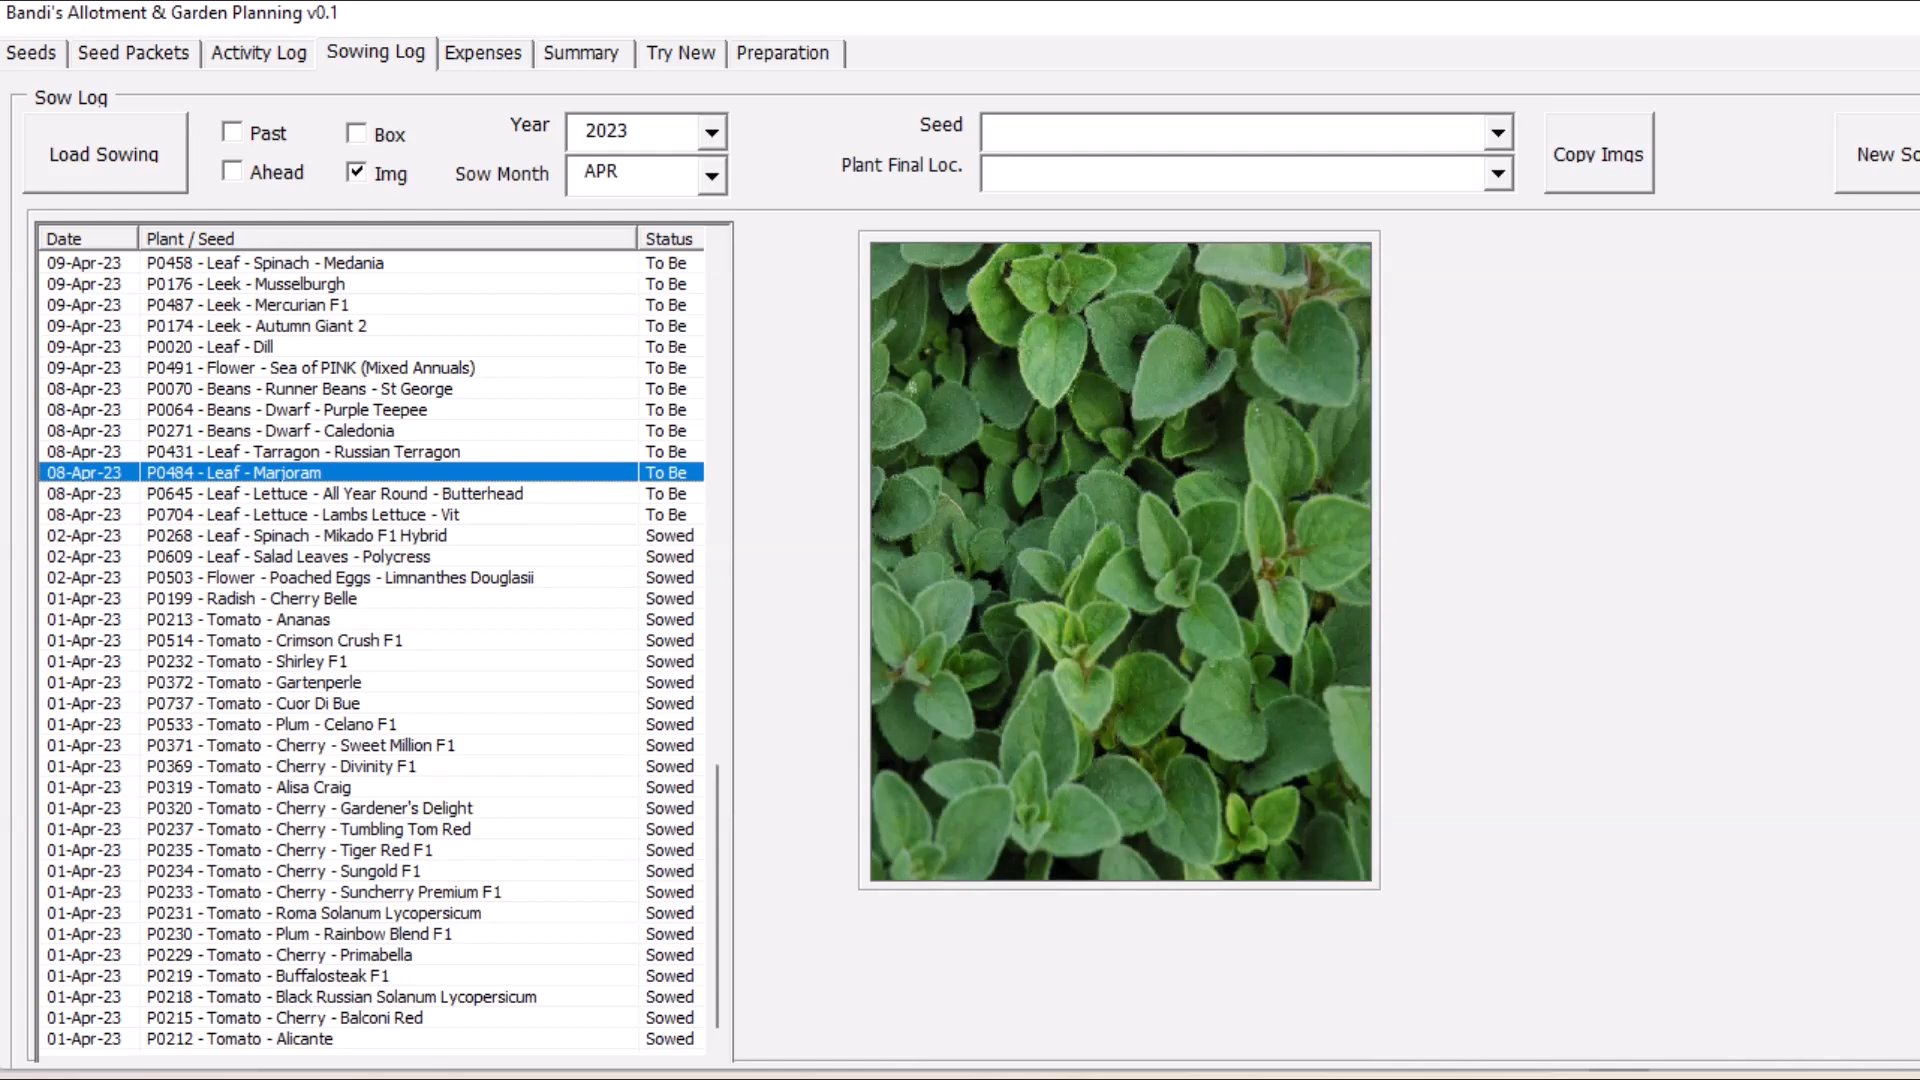 Bandi's Allotment & Garden Planning v0.1
Seeds Seed Packets Activity Log Sowing Log Expenses Summary Try New Preparation
Sow Log
Load Sowing Past Box Year 2023 Seed Copy Imgs New So
Ahead Img Sow Month APR Plant Final Loc.
Date Plant / Seed Status
09-Apr-23 P0458 - Leaf - Spinach - Medania To Be
09-Apr-23 P0176 - Leek - Musselburgh To Be
09-Apr-23 P0487 - Leek - Mercurian F1 To Be
09-Apr-23 P0174 - Leek - Autumn Giant 2 To Be
09-Apr-23 P0020 - Leaf - Dill To Be
09-Apr-23 P0491 - Flower - Sea of PINK (Mixed Annuals) To Be
08-Apr-23 P0070 - Beans - Runner Beans - St George To Be
08-Apr-23 P0064 - Beans - Dwarf - Purple Teepee To Be
08-Apr-23 P0271 - Beans - Dwarf - Caledonia To Be
08-Apr-23 P0431 - Leaf - Tarragon - Russian Terragon To Be
08-Apr-23 P0484 - Leaf - Marjoram To Be
08-Apr-23 P0645 - Leaf - Lettuce - All Year Round - Butterhead To Be
08-Apr-23 P0704 - Leaf - Lettuce - Lambs Lettuce - Vit To Be
02-Apr-23 P0268 - Leaf - Spinach - Mikado F1 Hybrid Sowed
02-Apr-23 P0609 - Leaf - Salad Leaves - Polycress Sowed
02-Apr-23 P0503 - Flower - Poached Eggs - Limnanthes Douglasii Sowed
01-Apr-23 P0199 - Radish - Cherry Belle Sowed
01-Apr-23 P0213 - Tomato - Ananas Sowed
01-Apr-23 P0514 - Tomato - Crimson Crush F1 Sowed
01-Apr-23 P0232 - Tomato - Shirley F1 Sowed
01-Apr-23 P0372 - Tomato - Gartenperle Sowed
01-Apr-23 P0737 - Tomato - Cuor Di Bue Sowed
01-Apr-23 P0533 - Tomato - Plum - Celano F1 Sowed
01-Apr-23 P0371 - Tomato - Cherry - Sweet Million F1 Sowed
01-Apr-23 P0369 - Tomato - Cherry - Divinity F1 Sowed
01-Apr-23 P0319 - Tomato - Alisa Craig Sowed
01-Apr-23 P0320 - Tomato - Cherry - Gardener's Delight Sowed
01-Apr-23 P0237 - Tomato - Cherry - Tumbling Tom Red Sowed
01-Apr-23 P0235 - Tomato - Cherry - Tiger Red F1 Sowed
01-Apr-23 P0234 - Tomato - Cherry - Sungold F1 Sowed
01-Apr-23 P0233 - Tomato - Cherry - Suncherry Premium F1 Sowed
01-Apr-23 P0231 - Tomato - Roma Solanum Lycopersicum Sowed
01-Apr-23 P0230 - Tomato - Plum - Rainbow Blend F1 Sowed
01-Apr-23 P0229 - Tomato - Cherry - Primabella Sowed
01-Apr-23 P0219 - Tomato - Buffalosteak F1 Sowed
01-Apr-23 P0218 - Tomato - Black Russian Solanum Lycopersicum Sowed
01-Apr-23 P0215 - Tomato - Cherry - Balconi Red Sowed
01-Apr-23 P0212 - Tomato - Alicante Sowed